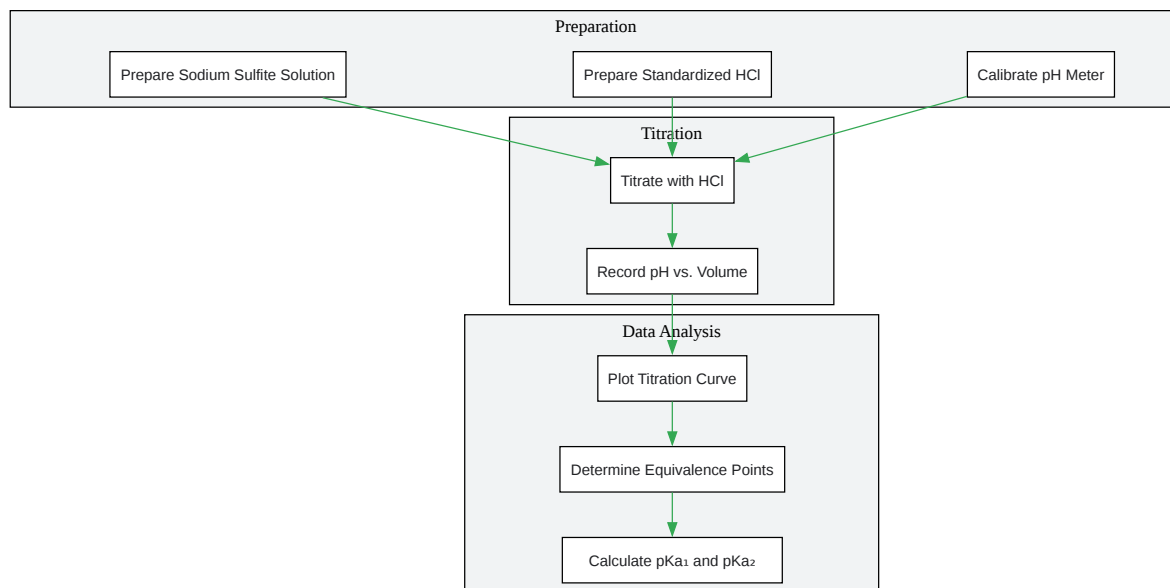 Preparation
Prepare Sodium Sulfite Solution
Prepare Standardized HCl
Calibrate pH Meter
Titration
Titrate with HCl
Record pH vs. Volume
Data Analysis
Plot Titration Curve
Determine Equivalence Points
Calculate pKa₁ and pKa₂